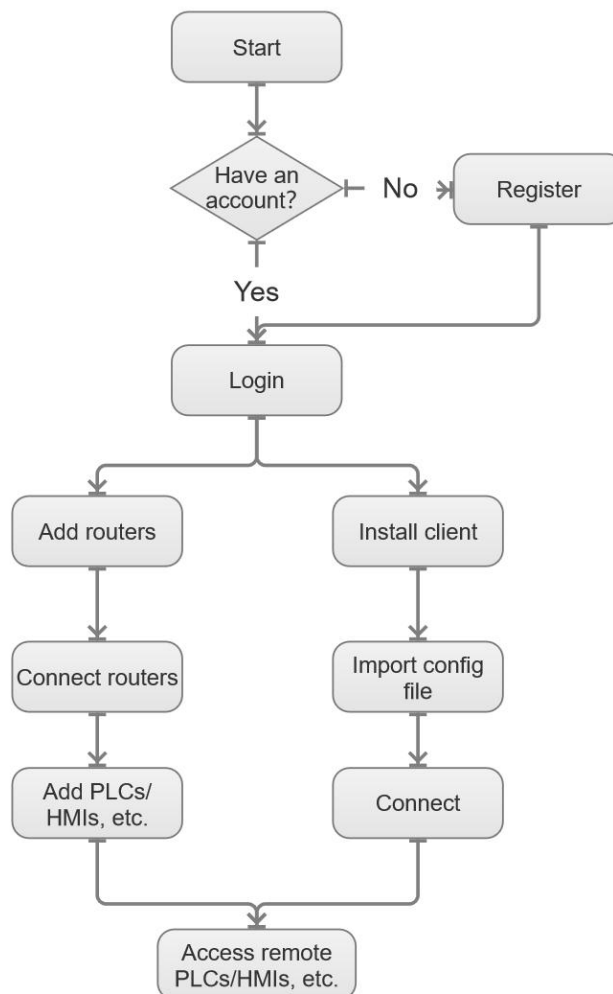 Start
Have an
account?
No
Register
Yes
Login
Add routers
Install client
Connect routers
Import config
file
Add PLCs/
HMIs, etc.
Connect
Access remote
PLCs/HMIs, etc.